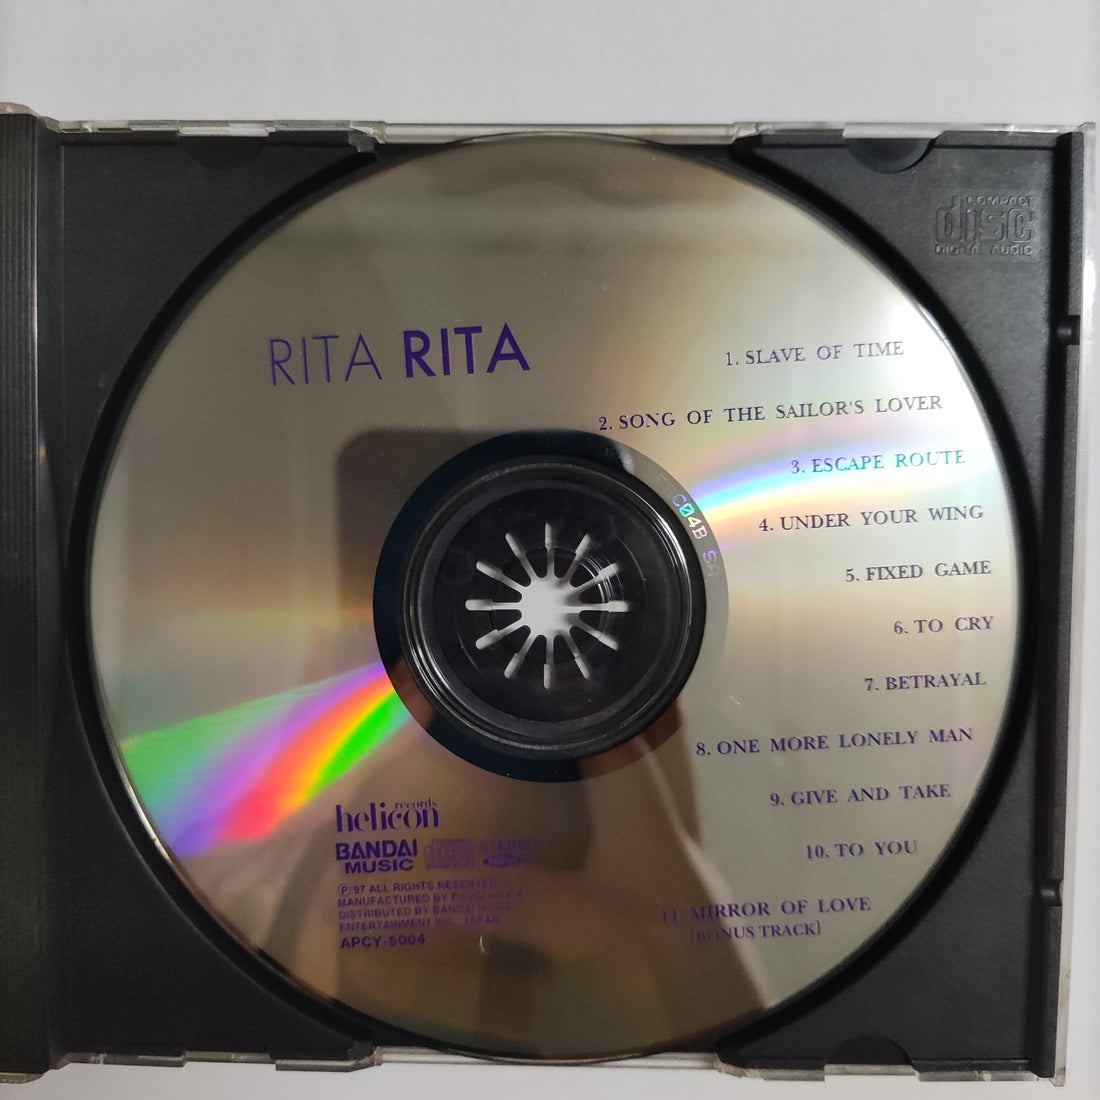 COMPACT
disc
DIGITAL AUDIO
RITA RITA
1. SLAVE OF TIME
2. SONG OF THE SAILOR'S LOVER
3. ESCAPE ROUTE
4. UNDER YOUR WING
5. FIXED GAME
6. TO CRY
7. BETRAYAL
8. ONE MORE LONELY MAN
9. GIVE AND TAKE
10. TO YOU
11. MIRROR OF LOVE
[BONUS TRACK]
C04B
records
helicon
BANDAI
MUSIC
STEREO
Ⓟ'97 ALL RIGHTS RESERVED
MANUFACTURED BY
DISTRIBUTED BY BANDAI MUSIC
ENTERTAINMENT INC. JAPAN
APCY-5004